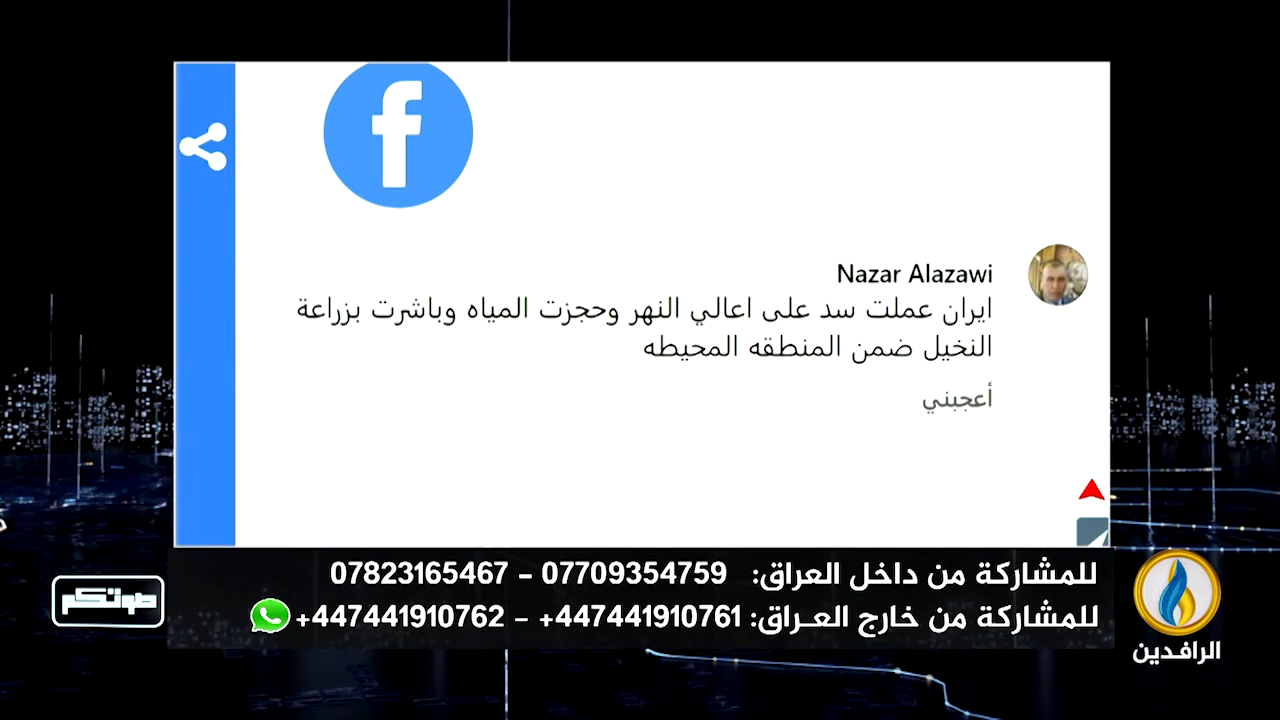 Nazar Alazawi
ايران عملت سد على اعالي النهر وحجزت المياه وباشرت بزراعة
النخيل ضمن المنطقه المحيطه
أعجبني
للمشاركة من داخل العراق: 07709354759 - 07823165467
للمشاركة من خارج العـراق: 447441910761+ - 447441910762+
صوتكم
الرافدين